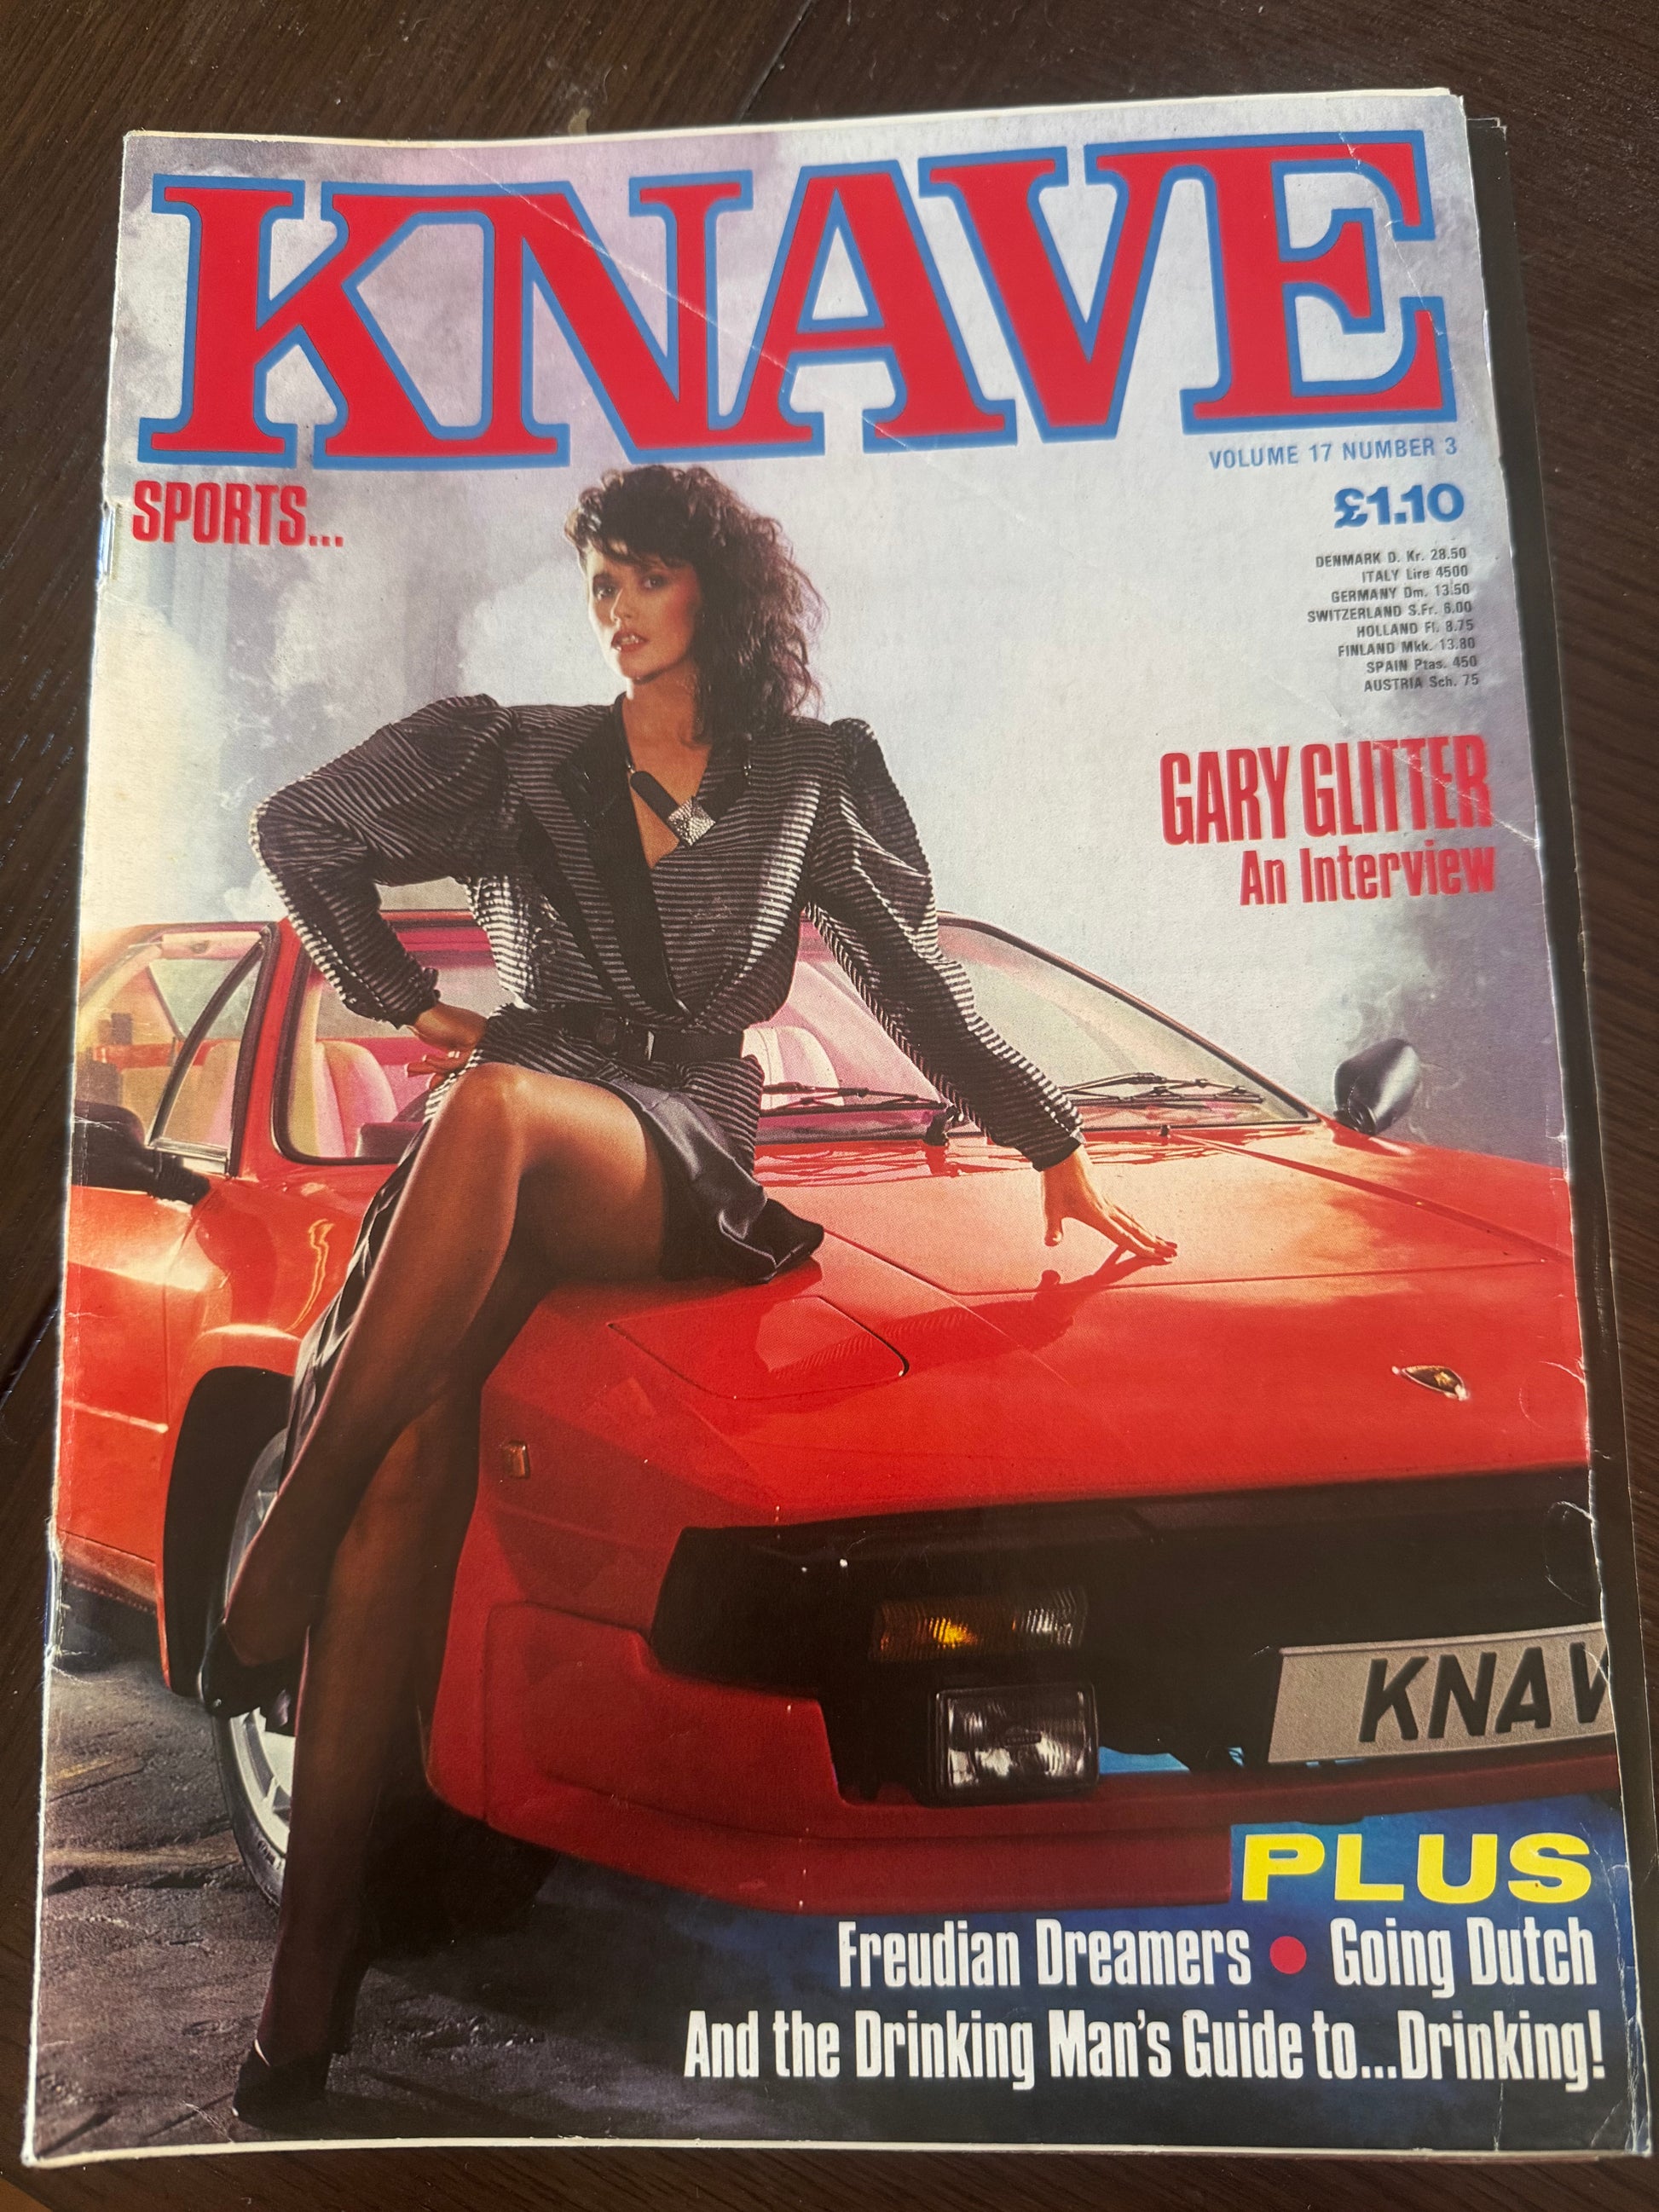 KNAVE
VOLUME 17 NUMBER 3
SPORTS...
£1.10
DENMARK D. Kr. 28.50
ITALY Lire 4500
GERMANY Dm. 13.50
SWITZERLAND S.Fr. 6.00
HOLLAND Fl. 8.75
FINLAND Mkk. 13.80
SPAIN Ptas. 450
AUSTRIA Sch. 75
GARY GLITTER
An Interview
KNAV
PLUS
Freudian Dreamers • Going Dutch
And the Drinking Man's Guide to...Drinking!